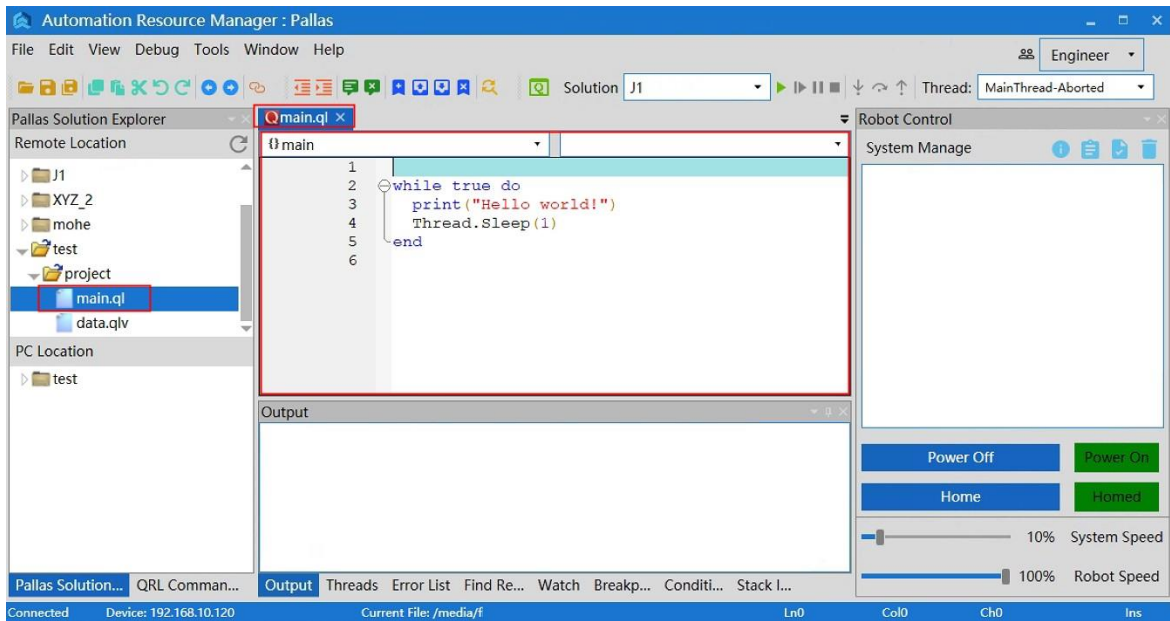 Automation Resource Manager : Pallas
File Edit View Debug Tools Window Help
Engineer
Solution J1
Thread: MainThread-Aborted
Pallas Solution Explorer
Remote Location
J1
XYZ_2
mohe
test
project
main.ql
data.qlv
PC Location
test
Pallas Solution... QRL Comman...
main.ql
{} main
1
2 while true do
3 print("Hello world!")
4 Thread.Sleep(1)
5 end
6
Output
Output Threads Error List Find Re... Watch Breakp... Conditi... Stack I...
Robot Control
System Manage
Power Off Power On
Home Homed
10% System Speed
100% Robot Speed
Connected Device: 192.168.10.120 Current File: /media/f Ln0 Col0 Ch0 Ins